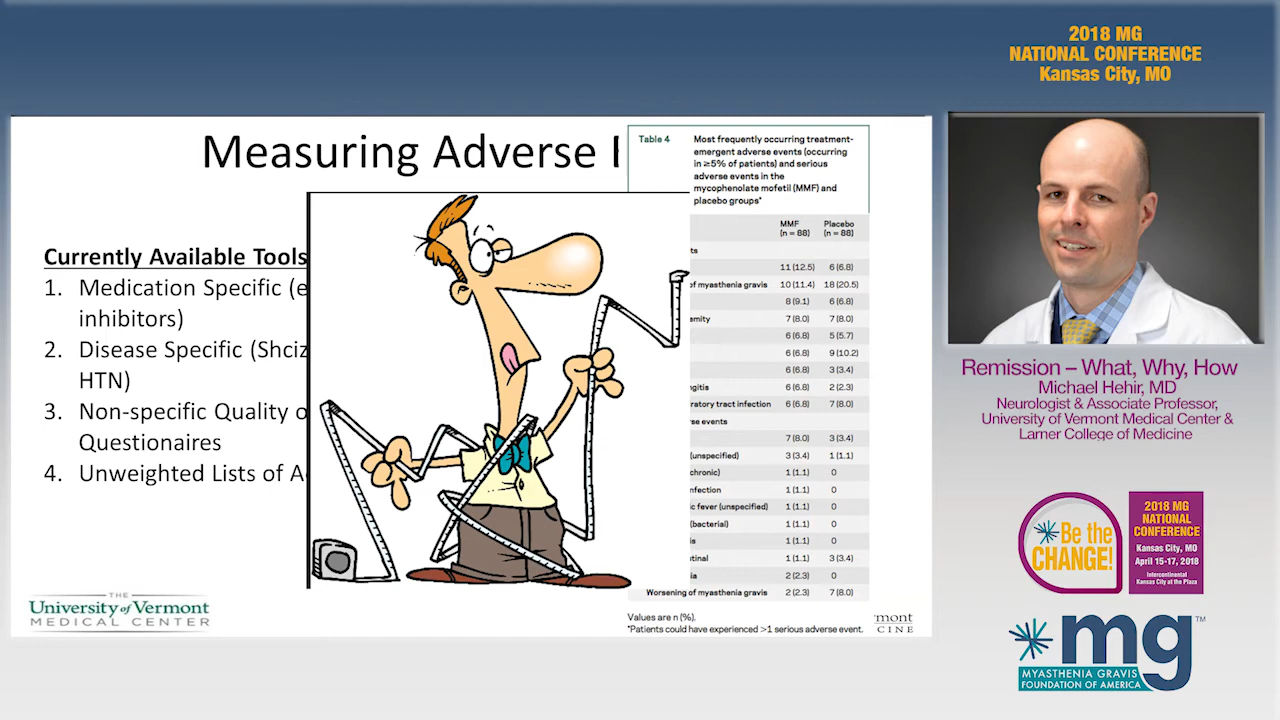 2018 MG
NATIONAL CONFERENCE
Kansas City, MO
Measuring Adverse
Currently Available Tools
1. Medication Specific (e
inhibitors)
2. Disease Specific (Shciz
HTN)
3. Non-specific Quality o
Questionaires
4. Unweighted Lists of A
THE
University of Vermont
MEDICAL CENTER
Table 4
Most frequently occurring treatment-
emergent adverse events (occurring
in ≥5% of patients) and serious
adverse events in the
mycophenolate mofetil (MMF) and
placebo groups*
MMF Placebo
(n = 88) (n = 88)
ts
11 (12.5) 6 (6.8)
of myasthenia gravis 10 (11.4) 18 (20.5)
8 (9.1) 6 (6.8)
emity 7 (8.0) 7 (8.0)
6 (6.8) 5 (5.7)
6 (6.8) 9 (10.2)
6 (6.8) 3 (3.4)
ngitis 6 (6.8) 2 (2.3)
ratory tract infection 6 (6.8) 7 (8.0)
se events
7 (8.0) 3 (3.4)
(unspecified) 3 (3.4) 1 (1.1)
chronic) 1 (1.1) 0
nfection 1 (1.1) 0
ic fever (unspecified) 1 (1.1) 0
(bacterial) 1 (1.1) 0
is 1 (1.1) 0
tinal 1 (1.1) 3 (3.4)
ia 2 (2.3) 0
Worsening of myasthenia gravis 2 (2.3) 7 (8.0)
Values are n (%).
*Patients could have experienced >1 serious adverse event.
mont
CINE
Remission – What, Why, How
Michael Hehir, MD
Neurologist & Associate Professor,
University of Vermont Medical Center &
Larner College of Medicine
Be the
CHANGE!
2018 MG
NATIONAL
CONFERENCE
Kansas City, MO
April 15-17, 2018
Intercontinental
Kansas City at the Plaza
mg™
MYASTHENIA GRAVIS
FOUNDATION OF AMERICA